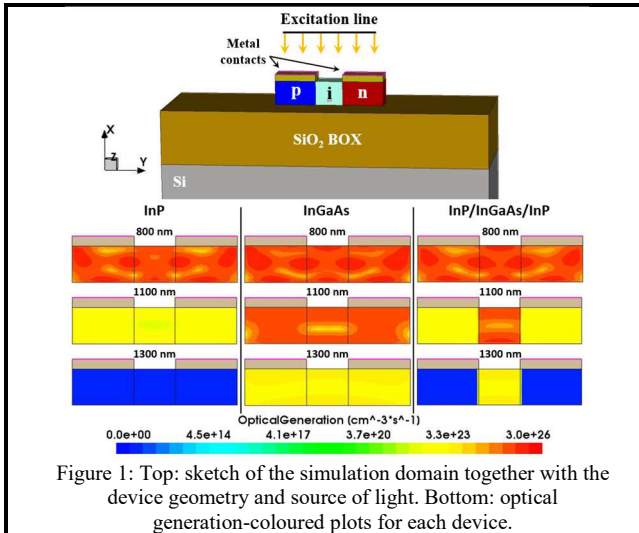 Excitation line
Metal
contacts
p i n
SiO₂ BOX
X
Z
Y
Si
InP InGaAs InP/InGaAs/InP
800 nm 800 nm 800 nm
1100 nm 1100 nm 1100 nm
1300 nm 1300 nm 1300 nm
OpticalGeneration (cm^-3*s^-1)
0.0e+00 4.5e+14 4.1e+17 3.7e+20 3.3e+23 3.0e+26
Figure 1: Top: sketch of the simulation domain together with the
device geometry and source of light. Bottom: optical
generation-coloured plots for each device.